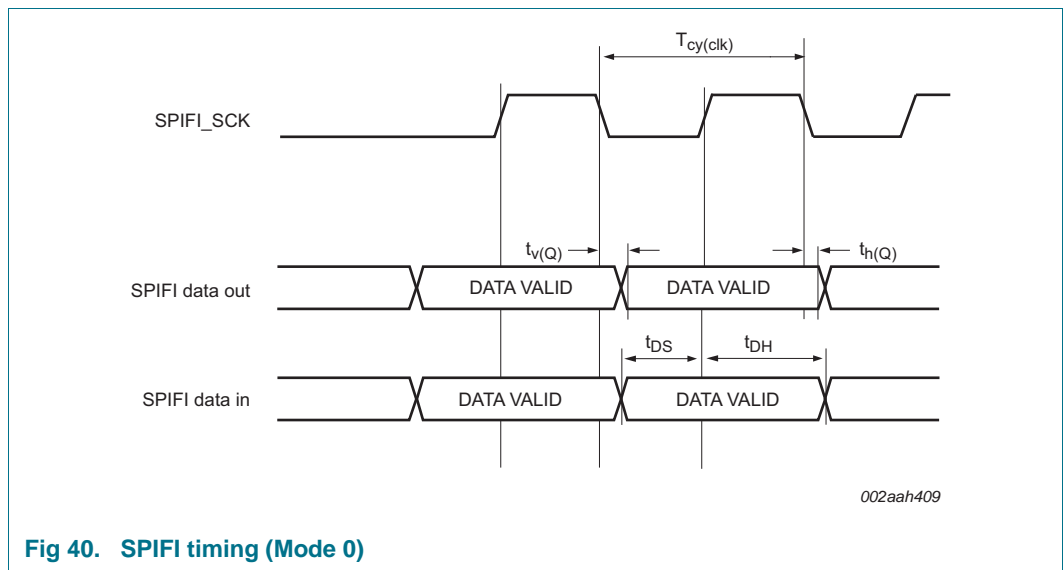 Tcy(clk)
SPIFI_SCK
tv(Q)
th(Q)
SPIFI data out
DATA VALID
DATA VALID
tDS
tDH
SPIFI data in
DATA VALID
DATA VALID
002aah409
Fig 40. SPIFI timing (Mode 0)